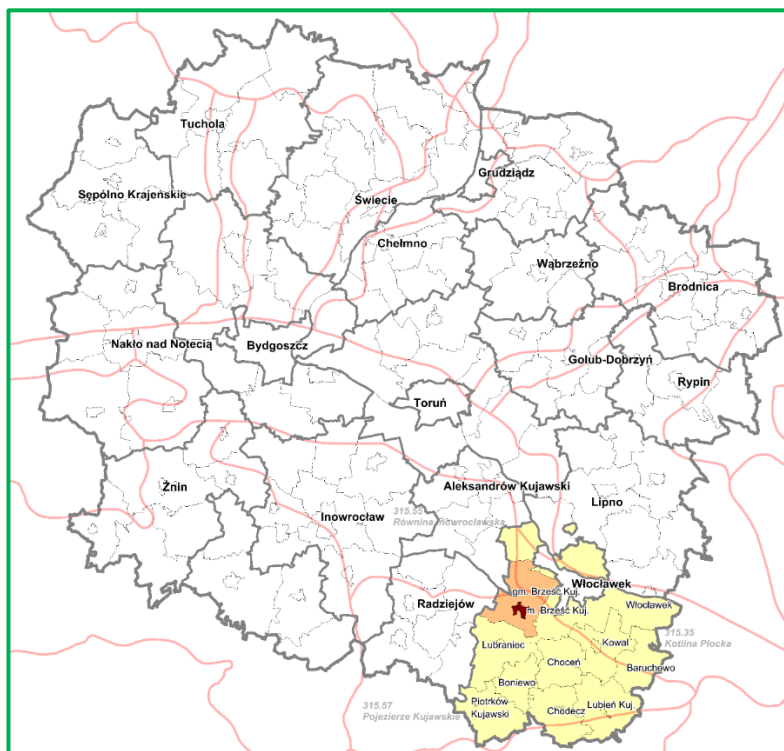 Tuchola
Grudziądz
Sępólno Krajeńskie
Świecie
Chełmno
Wąbrzeźno
Brodnica
Nakło nad Notecią
Bydgoszcz
Golub-Dobrzyń
Rypin
Toruń
Żnin
Aleksandrów Kujawski
Inowrocław
Lipno
315.55
Równina Inowrocławska
Włocławek
gm. Brześć Kuj.
Radziejów
m. Brześć Kuj.
Włocławek
315.35
Kotlina Płocka
Lubraniec
Kowal
Choceń
Baruchowo
Boniewo
315.57
Pojezierze Kujawskie
Piotrków
Kujawski
Chodecz
Lubień Kuj.